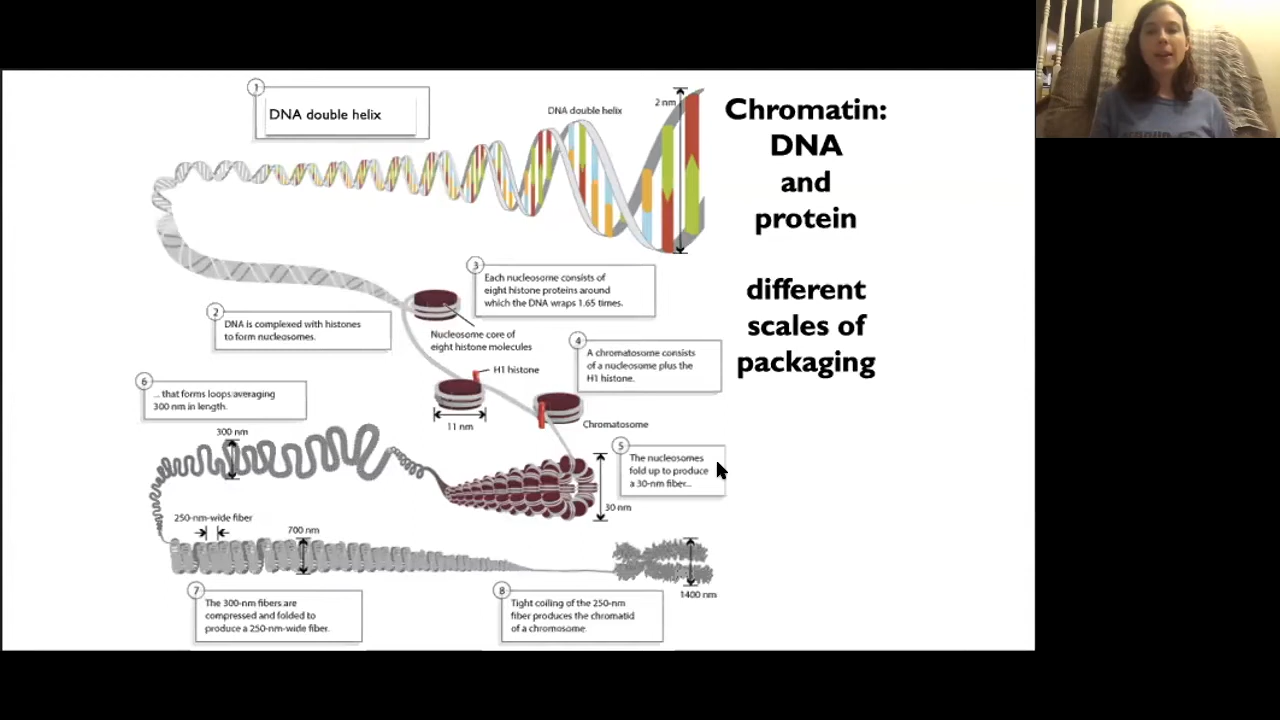 1
DNA double helix
DNA double helix
2 nm
Chromatin:
DNA
and
protein
different
scales of
packaging
3
Each nucleosome consists of
eight histone proteins around
which the DNA wraps 1.65 times.
2
DNA is complexed with histones
to form nucleosomes.
Nucleosome core of
eight histone molecules
4
A chromatosome consists
of a nucleosome plus the
H1 histone.
H1 histone
11 nm
Chromatosome
6
... that forms loops averaging
300 nm in length.
300 nm
5
The nucleosomes
fold up to produce
a 30-nm fiber...
30 nm
250-nm-wide fiber
700 nm
1400 nm
7
The 300-nm fibers are
compressed and folded to
produce a 250-nm-wide fiber.
8
Tight coiling of the 250-nm
fiber produces the chromatid
of a chromosome.